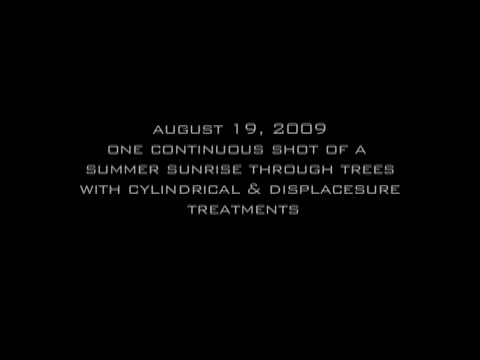 AUGUST 19, 2009
ONE CONTINUOUS SHOT OF A
SUMMER SUNRISE THROUGH TREES
WITH CYLINDRICAL & DISPLACESURE
TREATMENTS